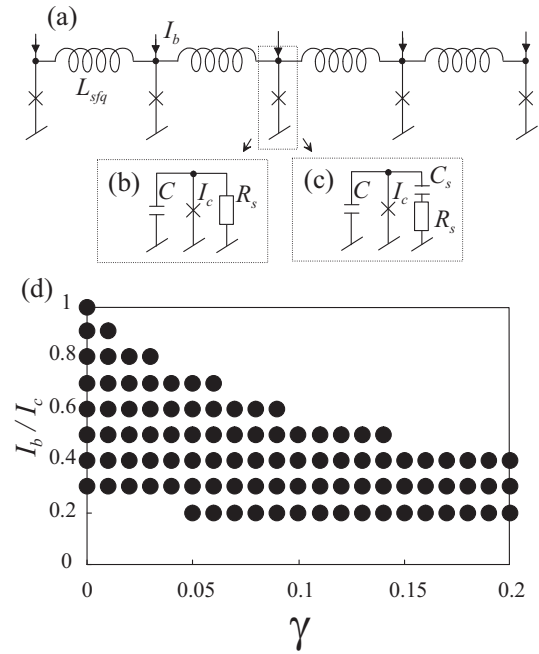 (a)
I_b
L_sfq
(b)
C
I_c
R_s
(c)
C
I_c
C_s
R_s
(d)
1
0.8
0.6
0.4
0.2
0
I_b / I_c
0
0.05
0.1
0.15
0.2
γ